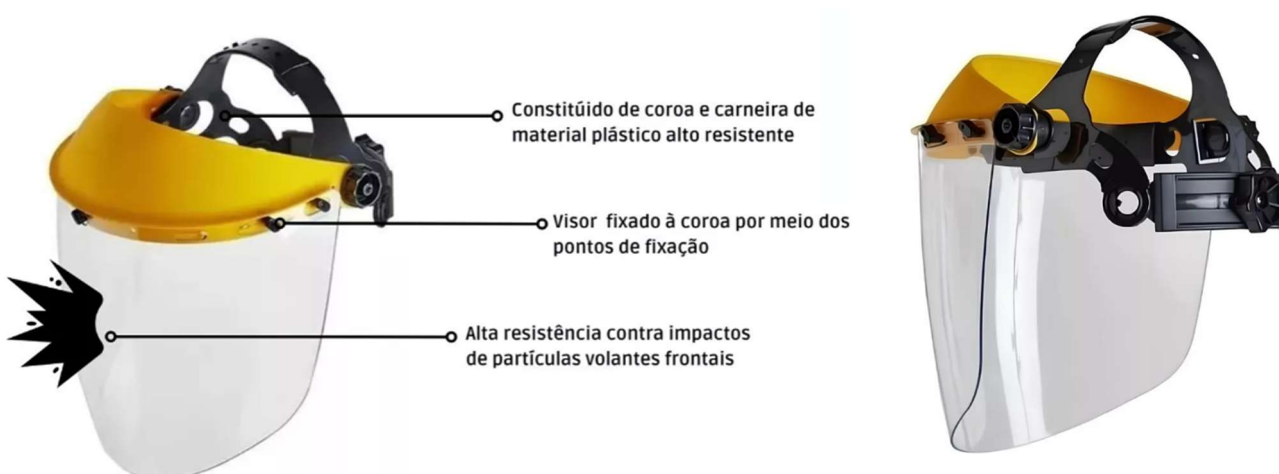 Constitúido de coroa e carneira de
material plástico alto resistente
Visor fixado à coroa por meio dos
pontos de fixação
Alta resistência contra impactos
de partículas volantes frontais